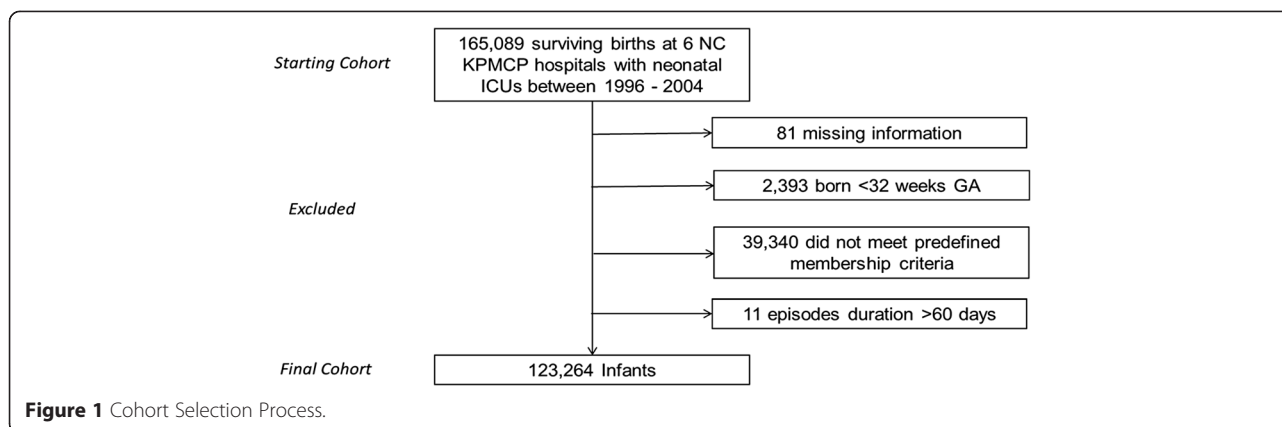 165,089 surviving births at 6 NC
KPMCP hospitals with neonatal
ICUs between 1996 - 2004
Starting Cohort
81 missing information
2,393 born <32 weeks GA
Excluded
39,340 did not meet predefined
membership criteria
11 episodes duration >60 days
Final Cohort
123,264 Infants
Figure 1 Cohort Selection Process.